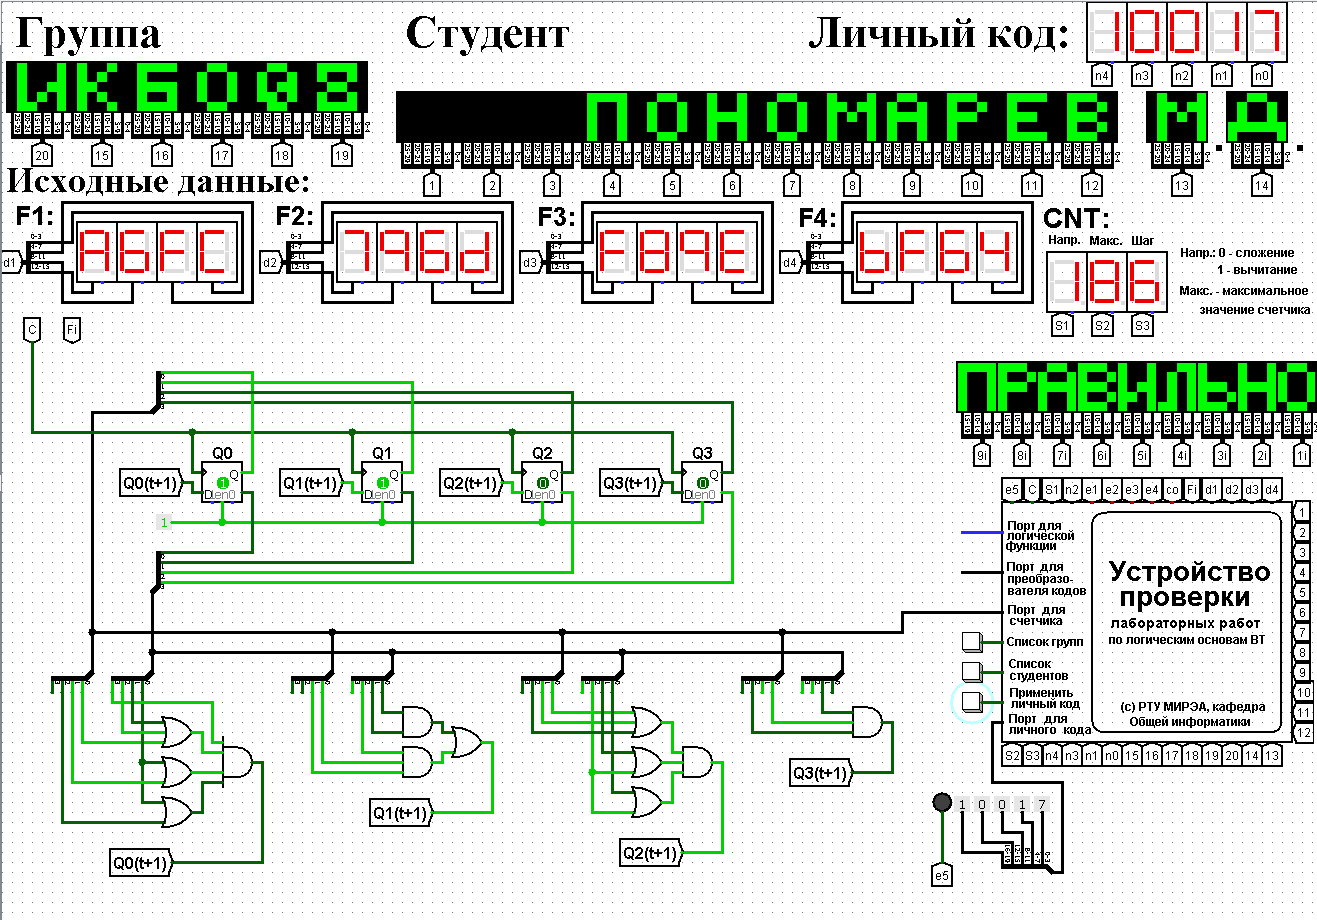 Группа Студент Личный код: 10017
n4 n3 n2 n1 n0
ИКБО08 ПОНОМАРЕВ М.Д.
20 15 16 17 18 19
1 2 3 4 5 6 7 8 9 10 11 12 13 14
Исходные данные:
F1: F2: F3: F4: CNT:
Напр. Макс. Шаг
d1 d2 796d d3 d4
Напр.: 0 - сложение
1 - вычитание
Макс. - максимальное
значение счетчика
S1 S2 S3
C Fi
ПРАВИЛЬНО
9i 8i 7i 6i 5i 4i 3i 2i 1i
Q0 Q1 Q2 Q3
Q0(t+1) Q1(t+1) Q2(t+1) Q3(t+1)
1 1 0 0
1
e5 C S1 n2 e1 e2 e3 e4 co Fi d1 d2 d3 d4
Порт для
логической
функции
Порт для
преобразо-
вателя кодов
Порт для
счетчика
Список групп
Список
студентов
Применить
личный код
Порт для
личного кода
Устройство
проверки
лабораторных работ
по логическим основам ВТ
(с) РТУ МИРЭА, кафедра
Общей информатики
1
2
3
4
5
6
7
8
9
10
11
12
S2 S3 n4 n3 n1 n0 15 16 17 18 19 20 14 13
Q3(t+1)
Q1(t+1)
Q2(t+1)
Q0(t+1)
1 0 0 1 7
e5